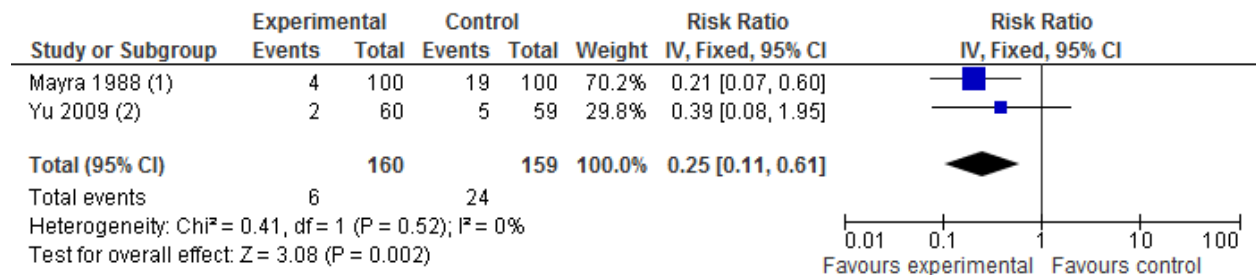 Experimental Control Risk Ratio Risk Ratio
Study or Subgroup Events Total Events Total Weight IV, Fixed, 95% CI IV, Fixed, 95% CI
Mayra 1988 (1) 4 100 19 100 70.2% 0.21 [0.07, 0.60]
Yu 2009 (2) 2 60 5 59 29.8% 0.39 [0.08, 1.95]
Total (95% CI) 160 159 100.0% 0.25 [0.11, 0.61]
Total events 6 24
Heterogeneity: Chi² = 0.41, df = 1 (P = 0.52); I² = 0%
Test for overall effect: Z = 3.08 (P = 0.002)
0.01 0.1 1 10 100
Favours experimental Favours control